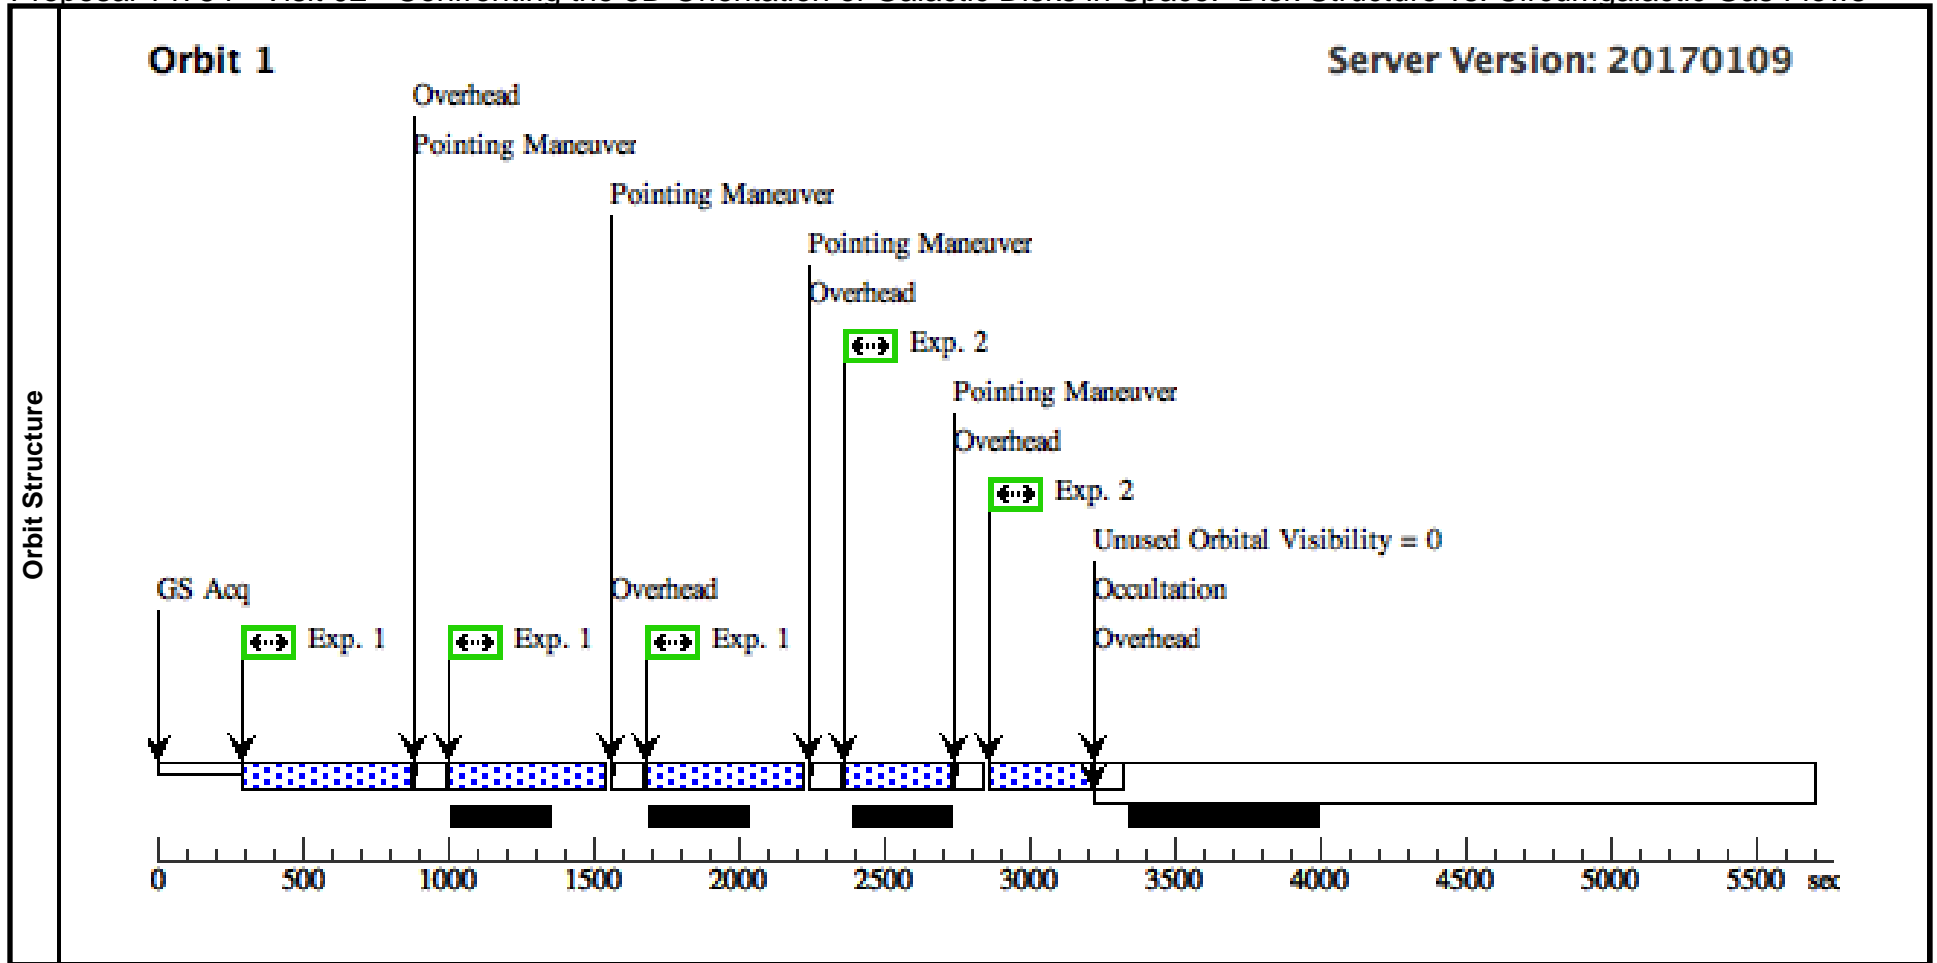 Orbit 1
Server Version: 20170109
Overhead
Pointing Maneuver
Pointing Maneuver
Pointing Maneuver
Overhead
Exp. 2
Pointing Maneuver
Overhead
Exp. 2
Unused Orbital Visibility = 0
GS Acq
Overhead
Occultation
Exp. 1
Exp. 1
Exp. 1
Overhead
Orbit Structure
0 500 1000 1500 2000 2500 3000 3500 4000 4500 5000 5500 sec